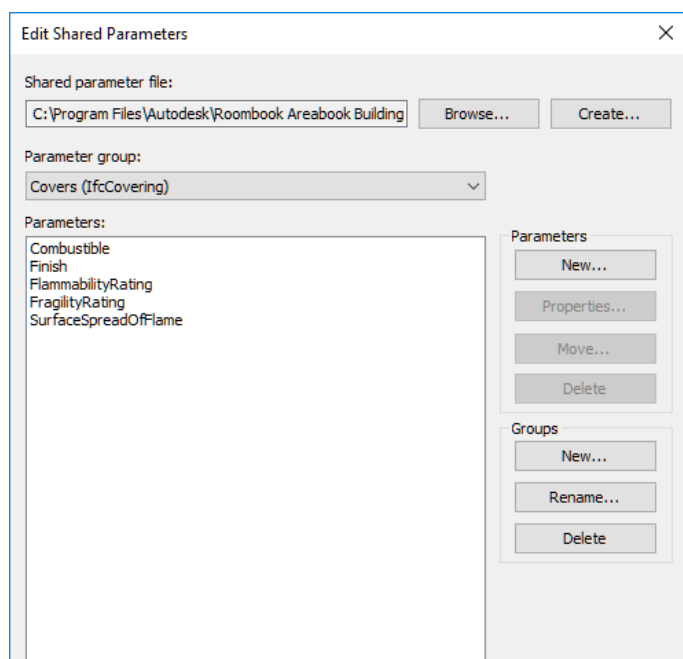 Edit Shared Parameters
Shared parameter file:
C:\Program Files\Autodesk\Roombook Areabook Building
Browse...
Create...
Parameter group:
Covers (IfcCovering)
Parameters:
Combustible
Finish
FlammabilityRating
FragilityRating
SurfaceSpreadOfFlame
Parameters
New...
Properties...
Move...
Delete
Groups
New...
Rename...
Delete